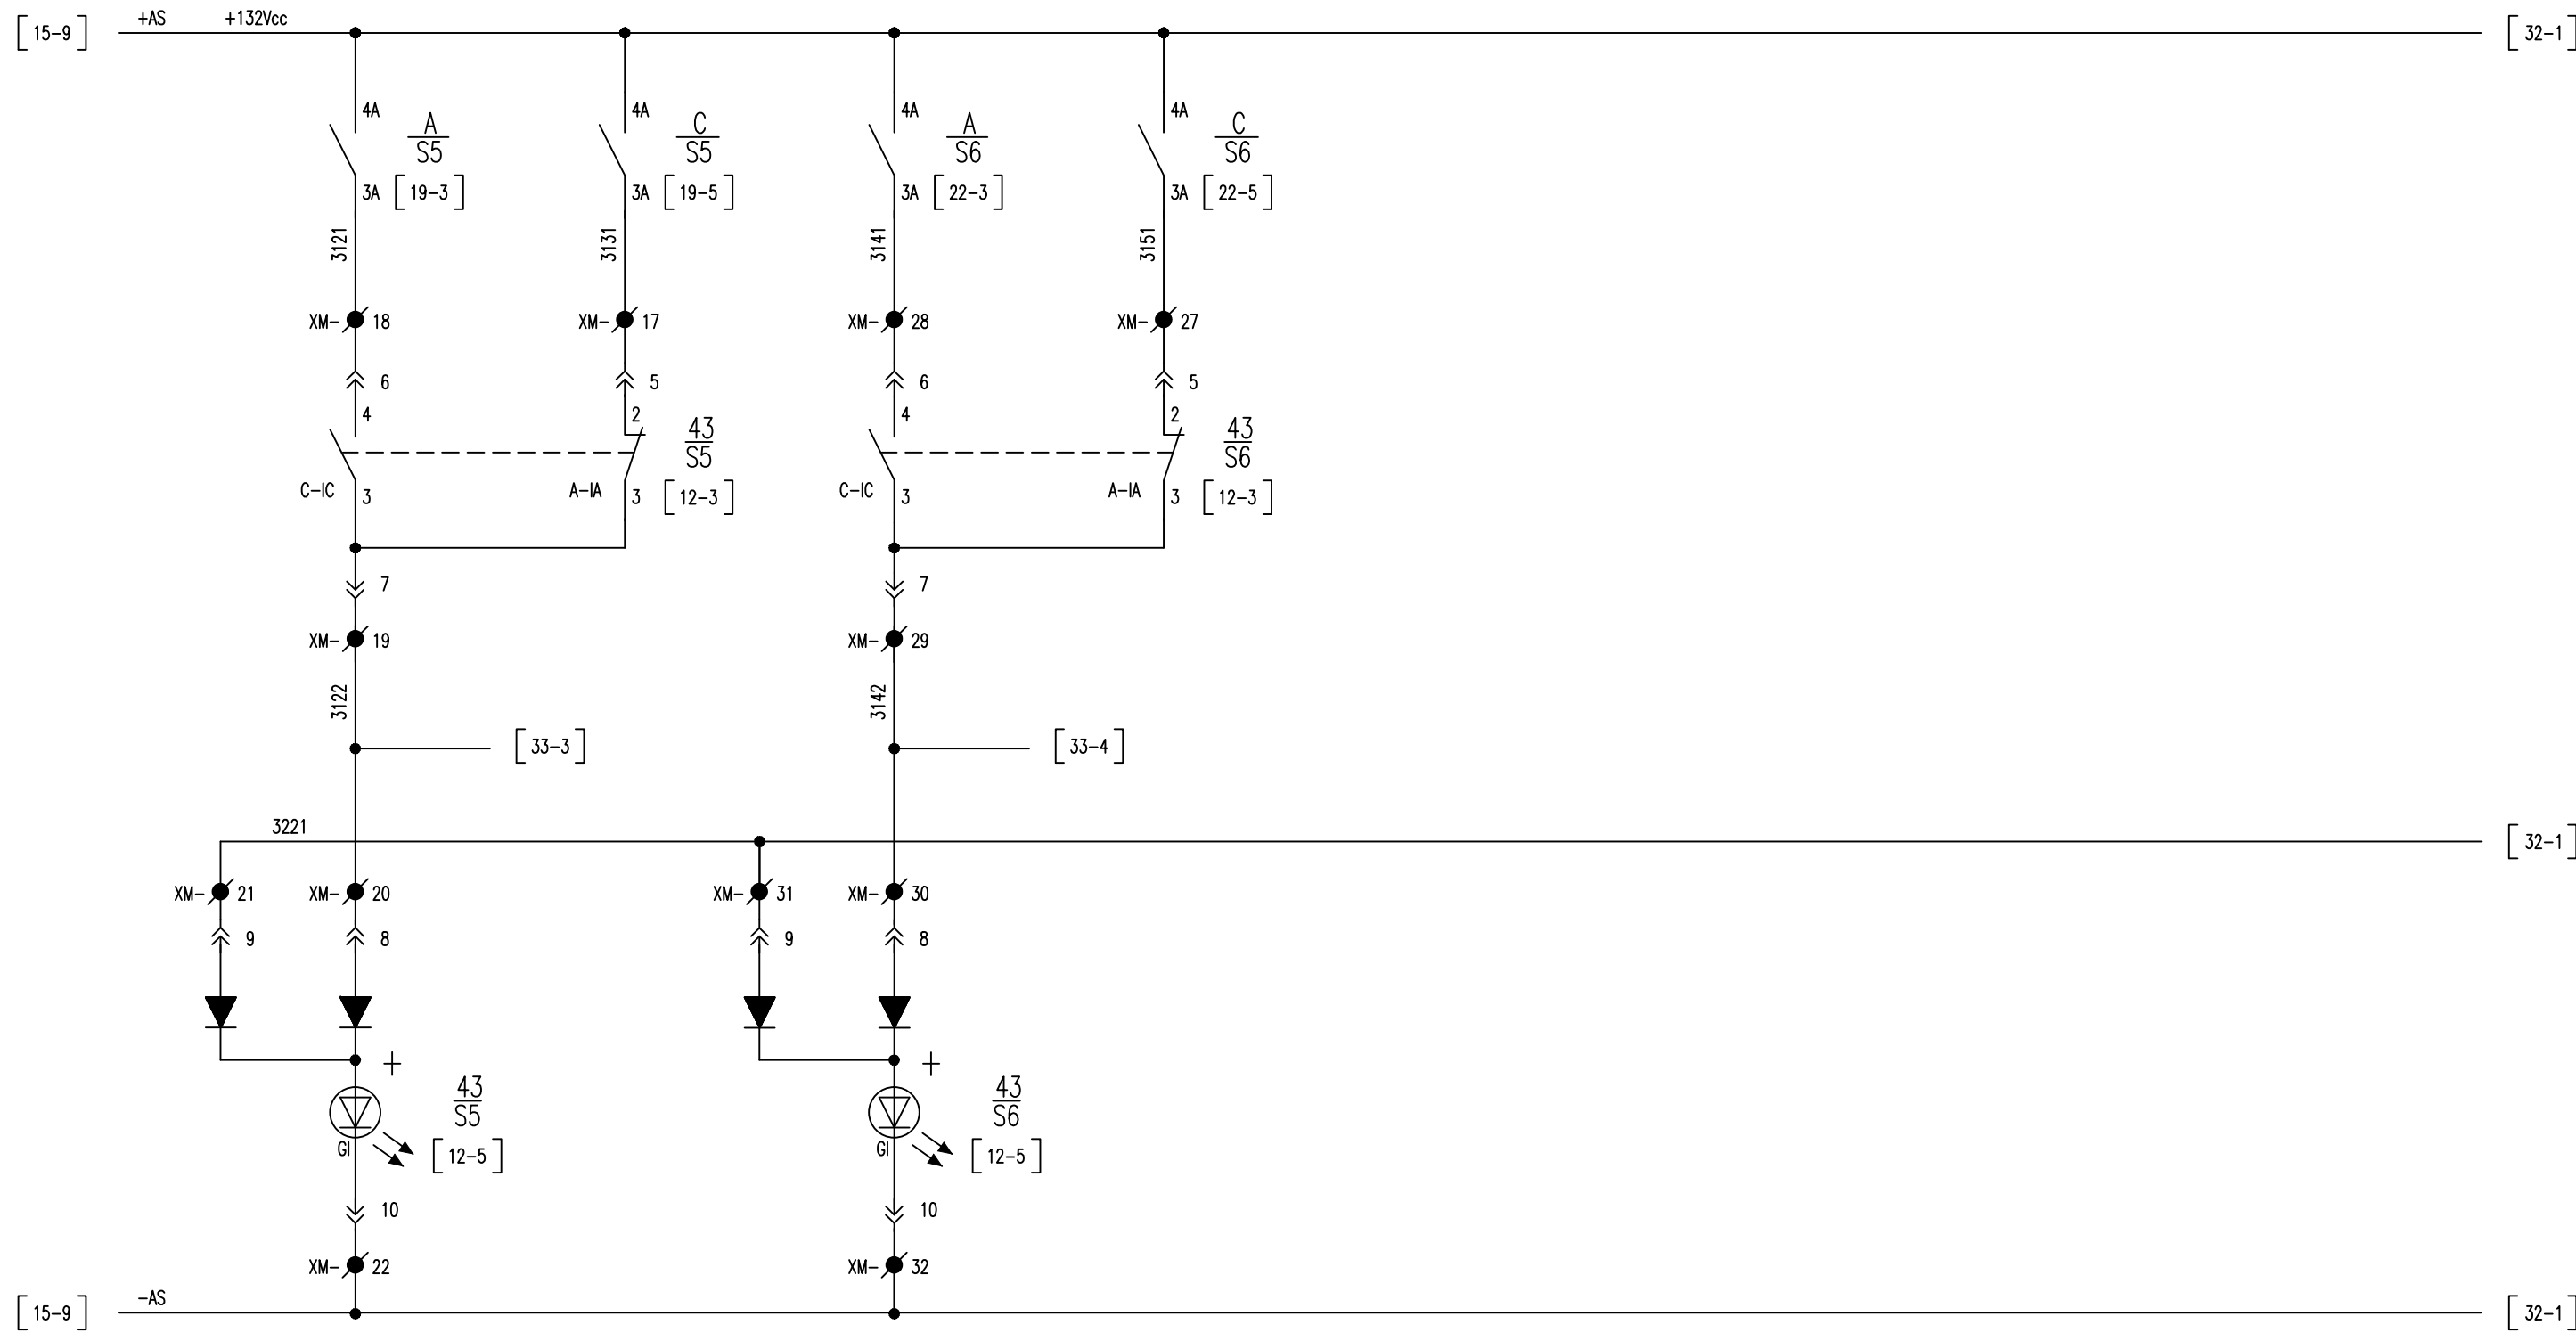 +AS +132Vcc
[15-9] [32-1]
4A 4A 4A 4A
A C A C
S5 S5 S6 S6
3A [19-3] 3A [19-5] 3A [22-3] 3A [22-5]
3121 3131 3141 3151
XM- 18 XM- 17 XM- 28 XM- 27
6 5 6 5
4 2 4 2
43 43
S5 S6
C-IC 3 A-IA 3 [12-3] C-IC 3 A-IA 3 [12-3]
7 7
XM- 19 XM- 29
3122 3142
[33-3] [33-4]
3221
[32-1]
XM- 21 XM- 20 XM- 31 XM- 30
9 8 9 8
+ +
43 43
S5 S6
GI [12-5] GI [12-5]
10 10
XM- 22 XM- 32
-AS
[15-9] [32-1]